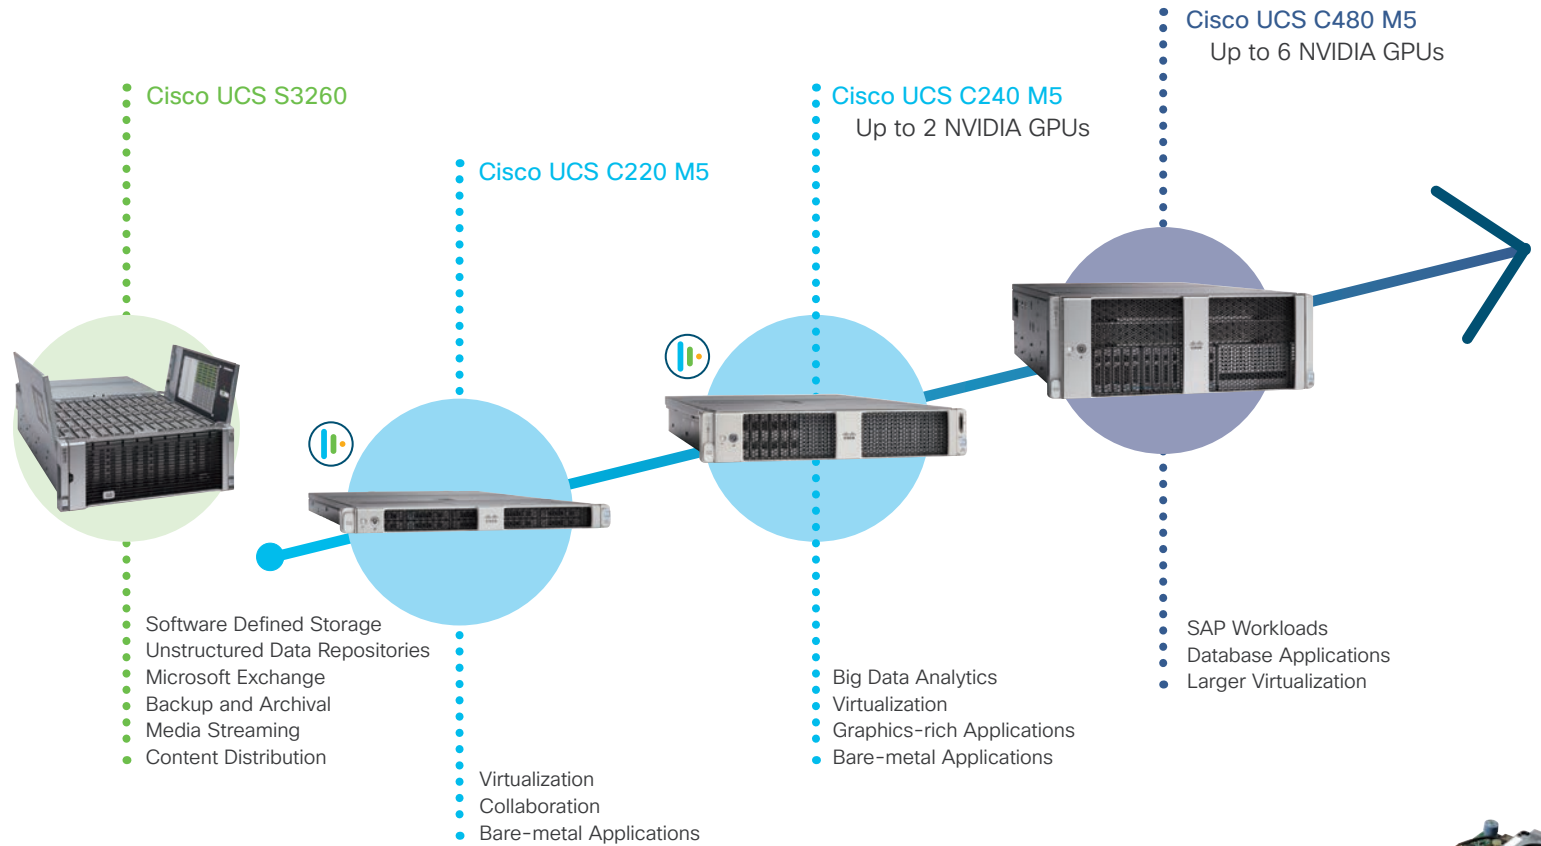 Cisco UCS S3260
Software Defined Storage
Unstructured Data Repositories
Microsoft Exchange
Backup and Archival
Media Streaming
Content Distribution
Cisco UCS C220 M5
Virtualization
Collaboration
Bare-metal Applications
Cisco UCS C240 M5
Up to 2 NVIDIA GPUs
Big Data Analytics
Virtualization
Graphics-rich Applications
Bare-metal Applications
Cisco UCS C480 M5
Up to 6 NVIDIA GPUs
SAP Workloads
Database Applications
Larger Virtualization